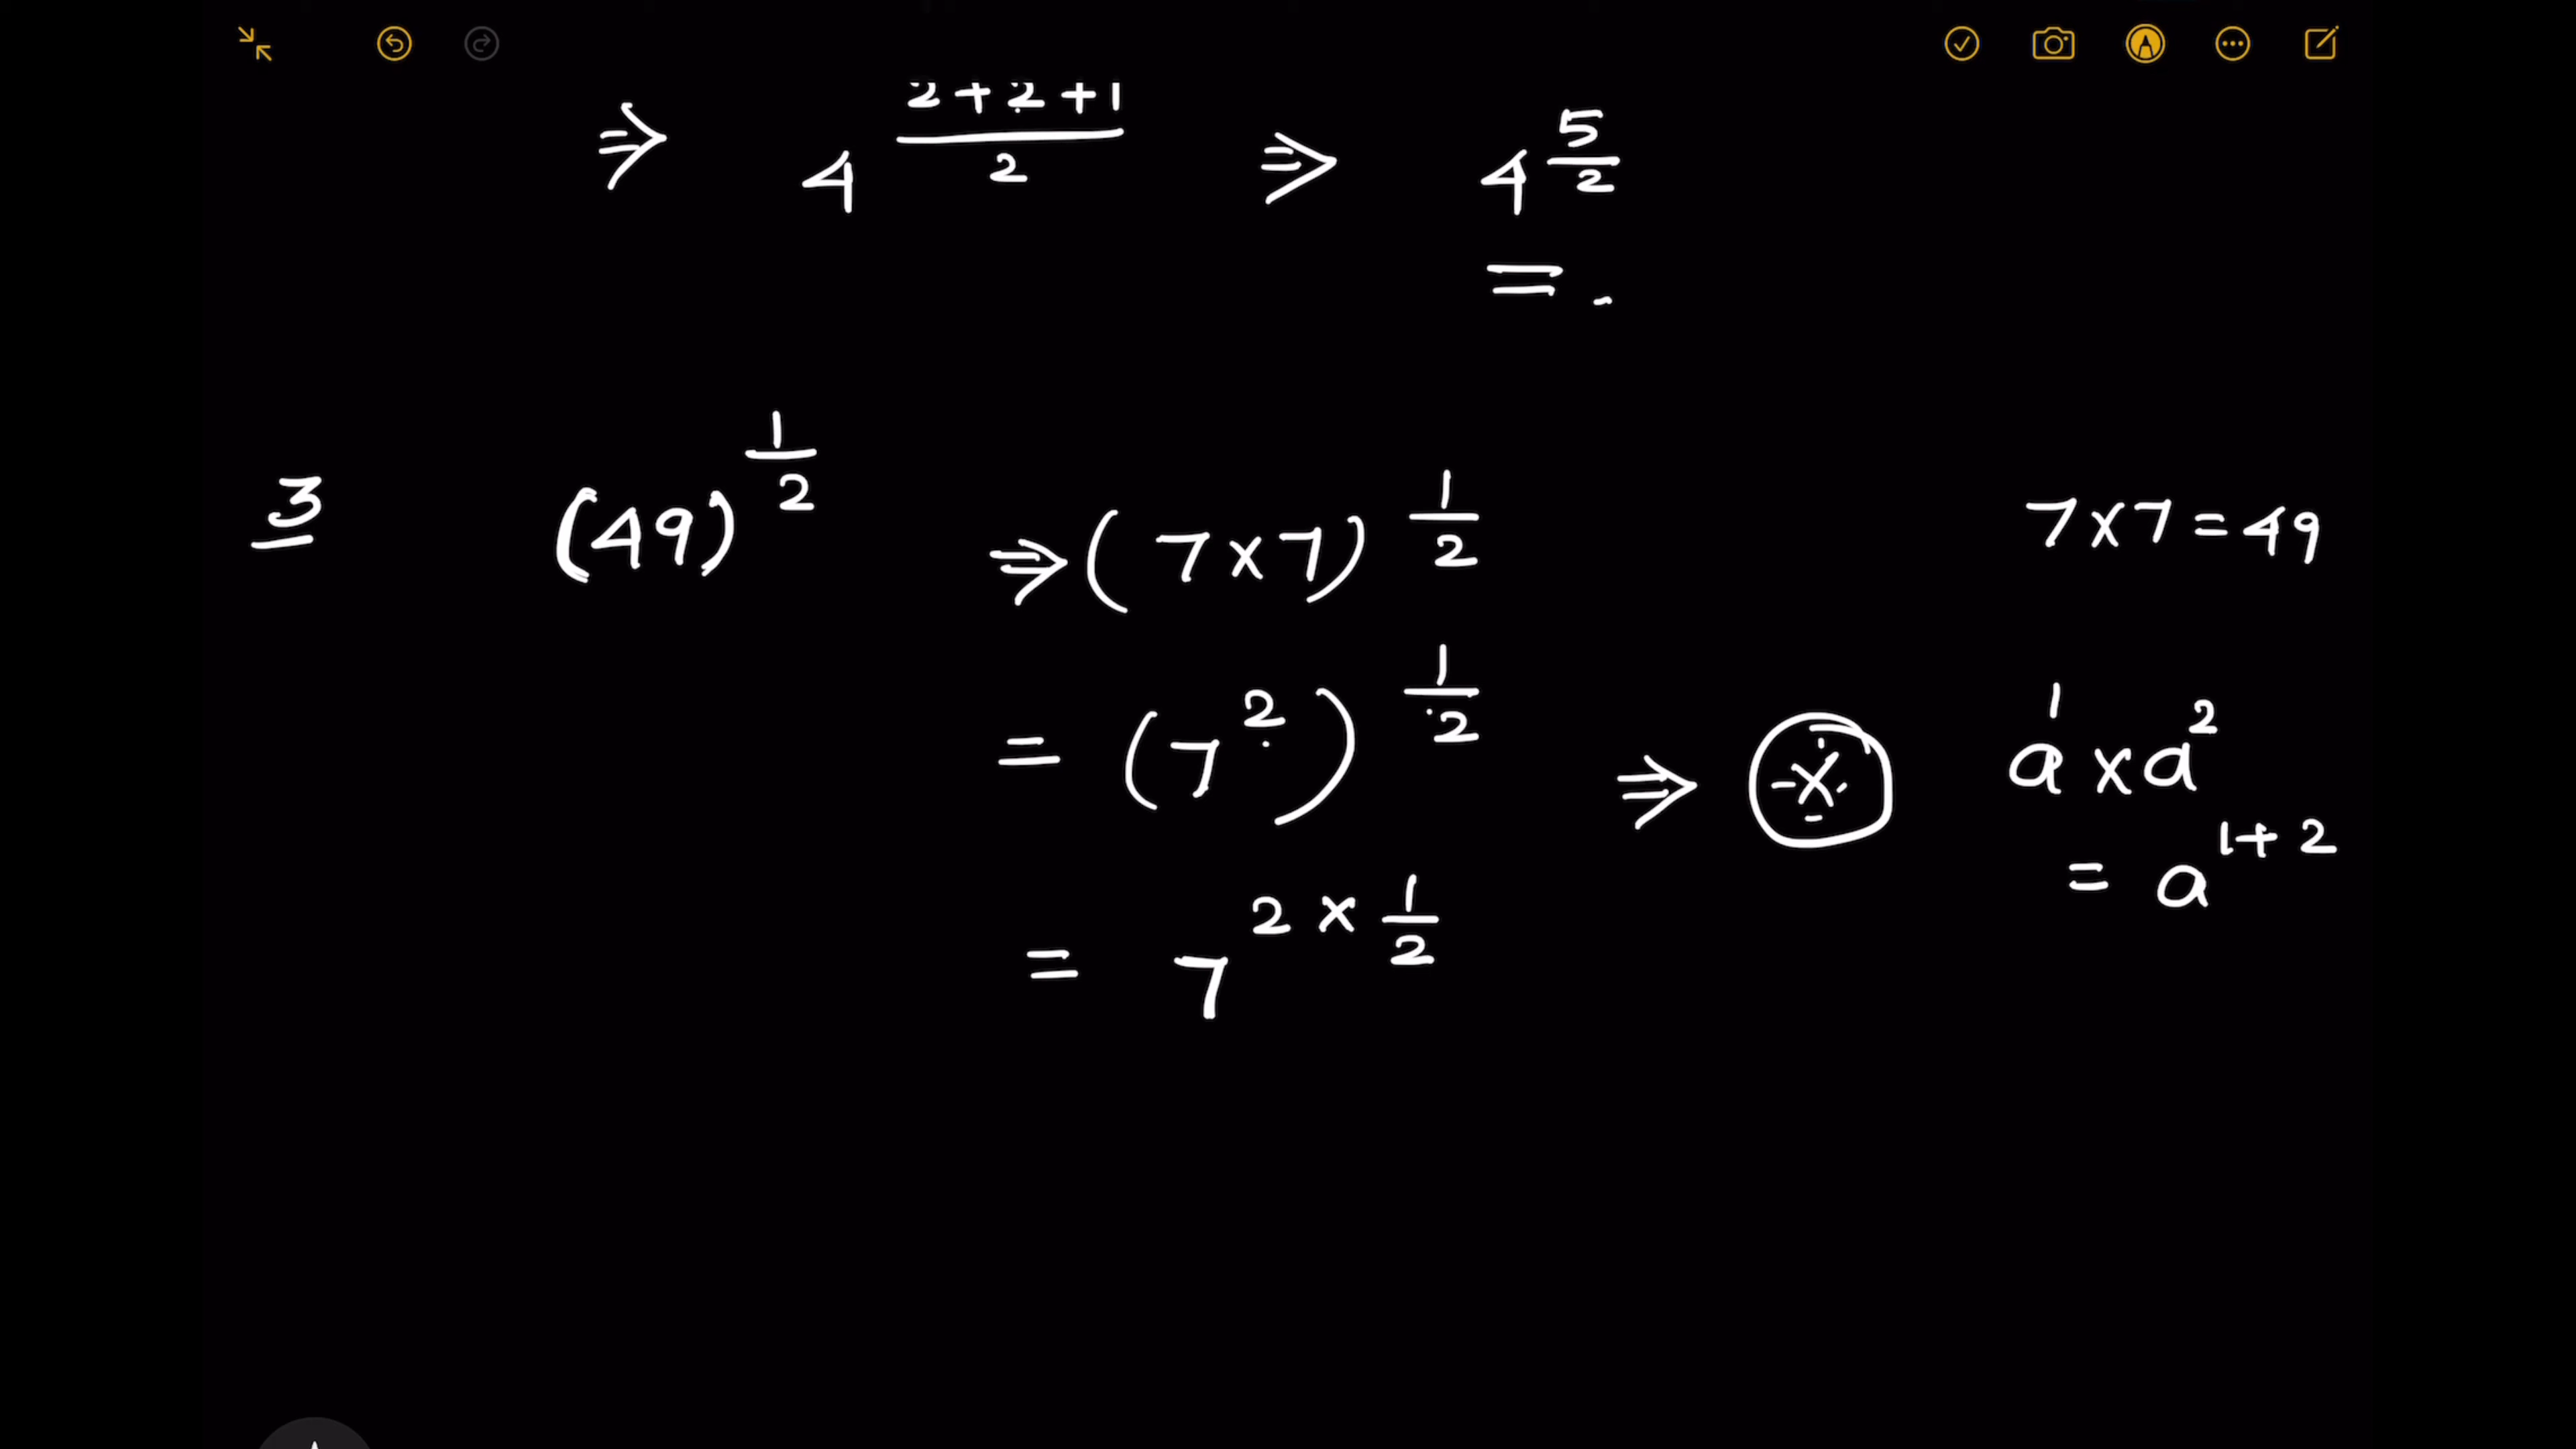 ⇒ 4^((2+2+1)/2) ⇒ 4^(5/2)
= .
3 (49)^(1/2) ⇒ (7×7)^(1/2)
7×7=49
= (7^2)^(1/2) ⇒ × a^1 × a^2
= a^(1+2)
= 7^(2 × 1/2)